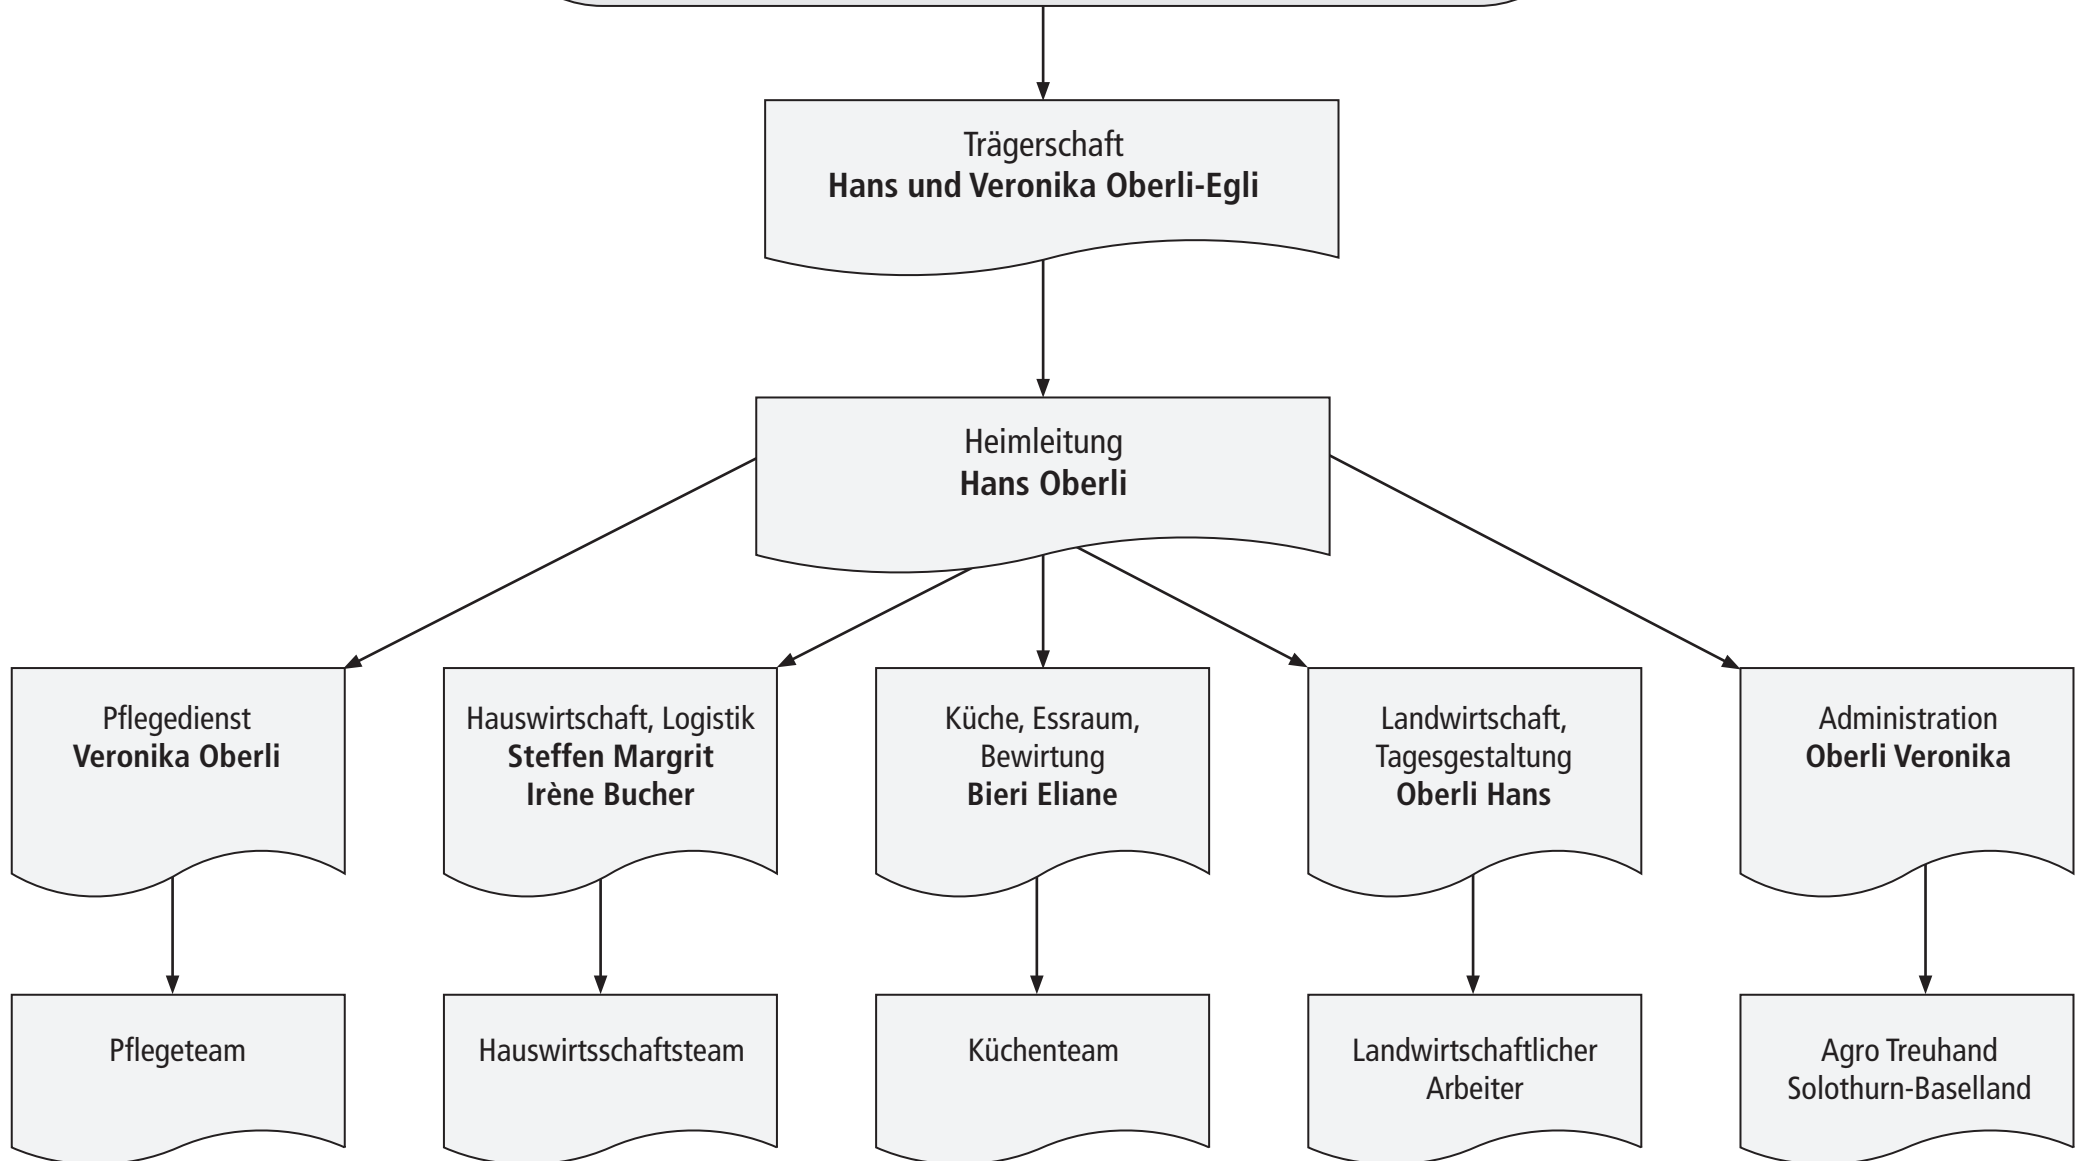 Trägerschaft
Hans und Veronika Oberli-Egli
Heimleitung
Hans Oberli
Pflegedienst
Veronika Oberli
Hauswirtschaft, Logistik
Steffen Margrit
Irène Bucher
Küche, Essraum,
Bewirtung
Bieri Eliane
Landwirtschaft,
Tagesgestaltung
Oberli Hans
Administration
Oberli Veronika
Pflegeteam
Hauswirtsschaftsteam
Küchenteam
Landwirtschaftlicher
Arbeiter
Agro Treuhand
Solothurn-Baselland